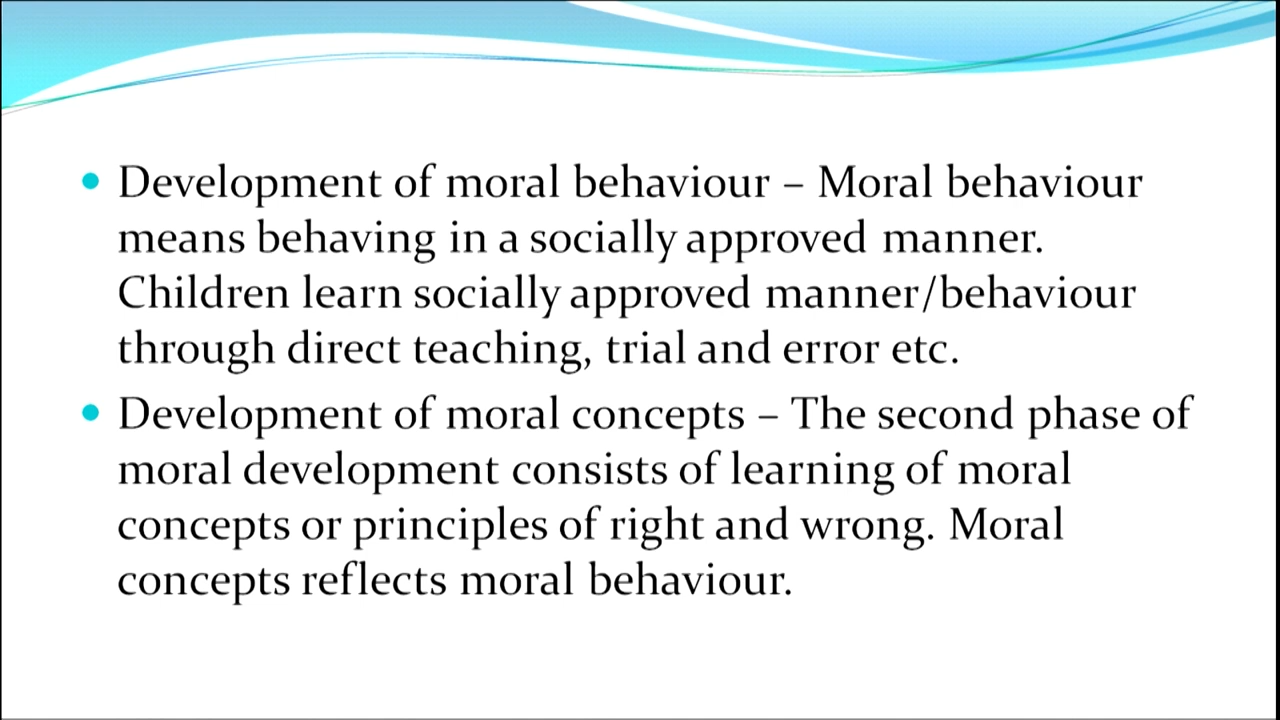 • Development of moral behaviour – Moral behaviour
means behaving in a socially approved manner.
Children learn socially approved manner/behaviour
through direct teaching, trial and error etc.
• Development of moral concepts – The second phase of
moral development consists of learning of moral
concepts or principles of right and wrong. Moral
concepts reflects moral behaviour.